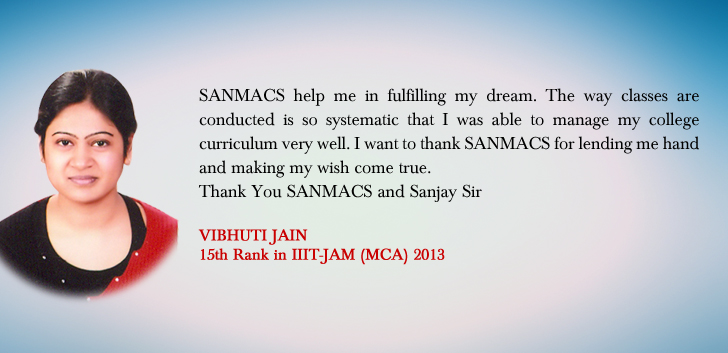 SANMACS help me in fulfilling my dream. The way classes are
conducted is so systematic that I was able to manage my college
curriculum very well. I want to thank SANMACS for lending me hand
and making my wish come true.
Thank You SANMACS and Sanjay Sir
VIBHUTI JAIN
15th Rank in IIIT-JAM (MCA) 2013